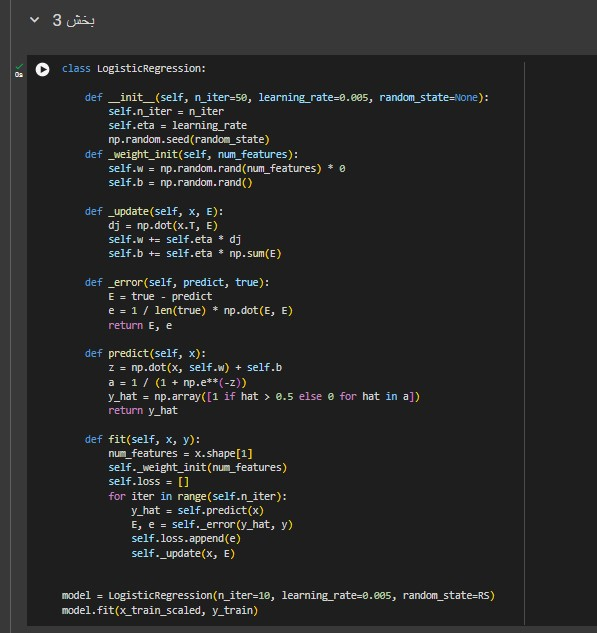 بخش 3
0s
class LogisticRegression:
def __init__(self, n_iter=50, learning_rate=0.005, random_state=None):
self.n_iter = n_iter
self.eta = learning_rate
np.random.seed(random_state)
def _weight_init(self, num_features):
self.w = np.random.rand(num_features) * 0
self.b = np.random.rand()
def _update(self, x, E):
dj = np.dot(x.T, E)
self.w += self.eta * dj
self.b += self.eta * np.sum(E)
def _error(self, predict, true):
E = true - predict
e = 1 / len(true) * np.dot(E, E)
return E, e
def predict(self, x):
z = np.dot(x, self.w) + self.b
a = 1 / (1 + np.e**(-z))
y_hat = np.array([1 if hat > 0.5 else 0 for hat in a])
return y_hat
def fit(self, x, y):
num_features = x.shape[1]
self._weight_init(num_features)
self.loss = []
for iter in range(self.n_iter):
y_hat = self.predict(x)
E, e = self._error(y_hat, y)
self.loss.append(e)
self._update(x, E)
model = LogisticRegression(n_iter=10, learning_rate=0.005, random_state=RS)
model.fit(x_train_scaled, y_train)